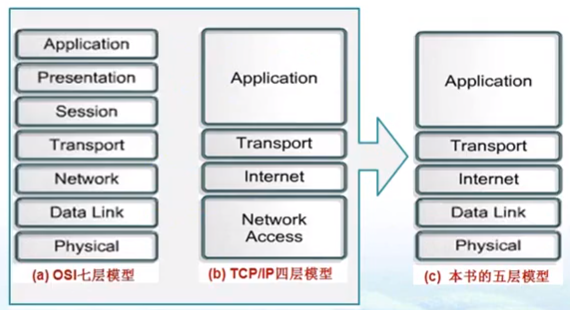 Application
Presentation
Session
Transport
Network
Data Link
Physical
(a) OSI七层模型
Application
Transport
Internet
Network
Access
(b) TCP/IP四层模型
Application
Transport
Internet
Data Link
Physical
(c) 本书的五层模型